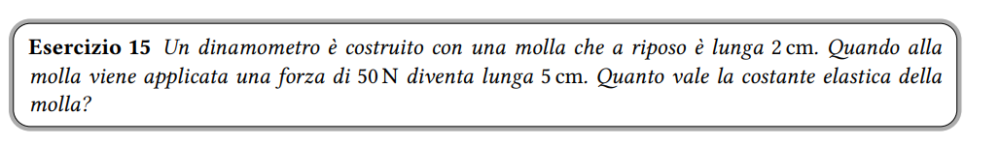 Esercizio 15 Un dinamometro è costruito con una molla che a riposo è lunga 2 cm. Quando alla
molla viene applicata una forza di 50 N diventa lunga 5 cm. Quanto vale la costante elastica della
molla?